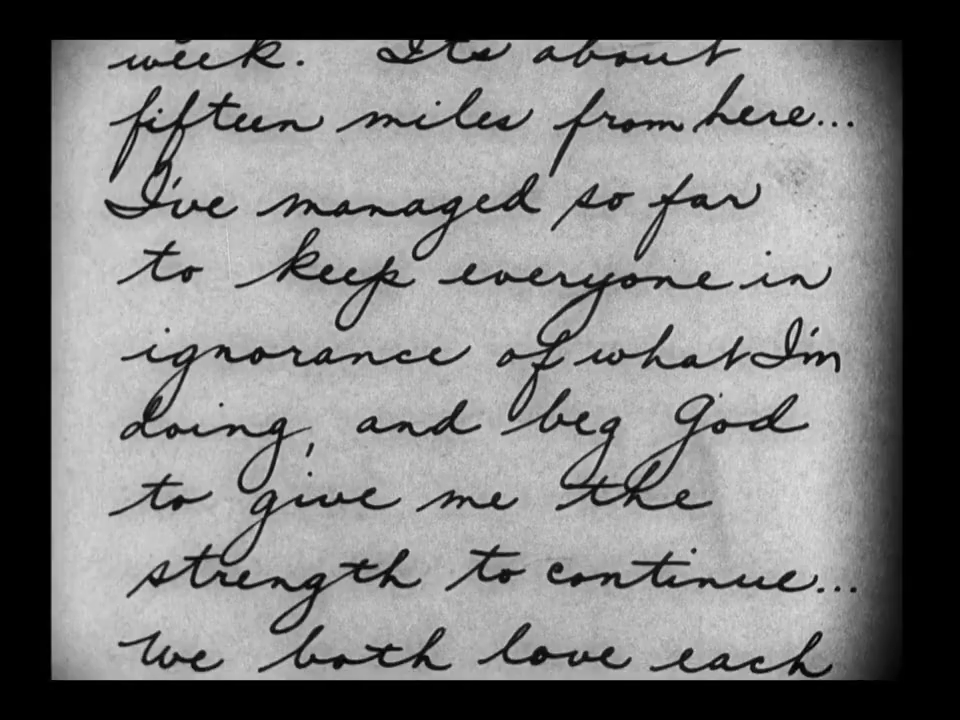 week. Its about
fifteen miles from here...
I've managed so far
to keep everyone in
ignorance of what I'm
doing, and beg God
to give me the
strength to continue...
We both love each